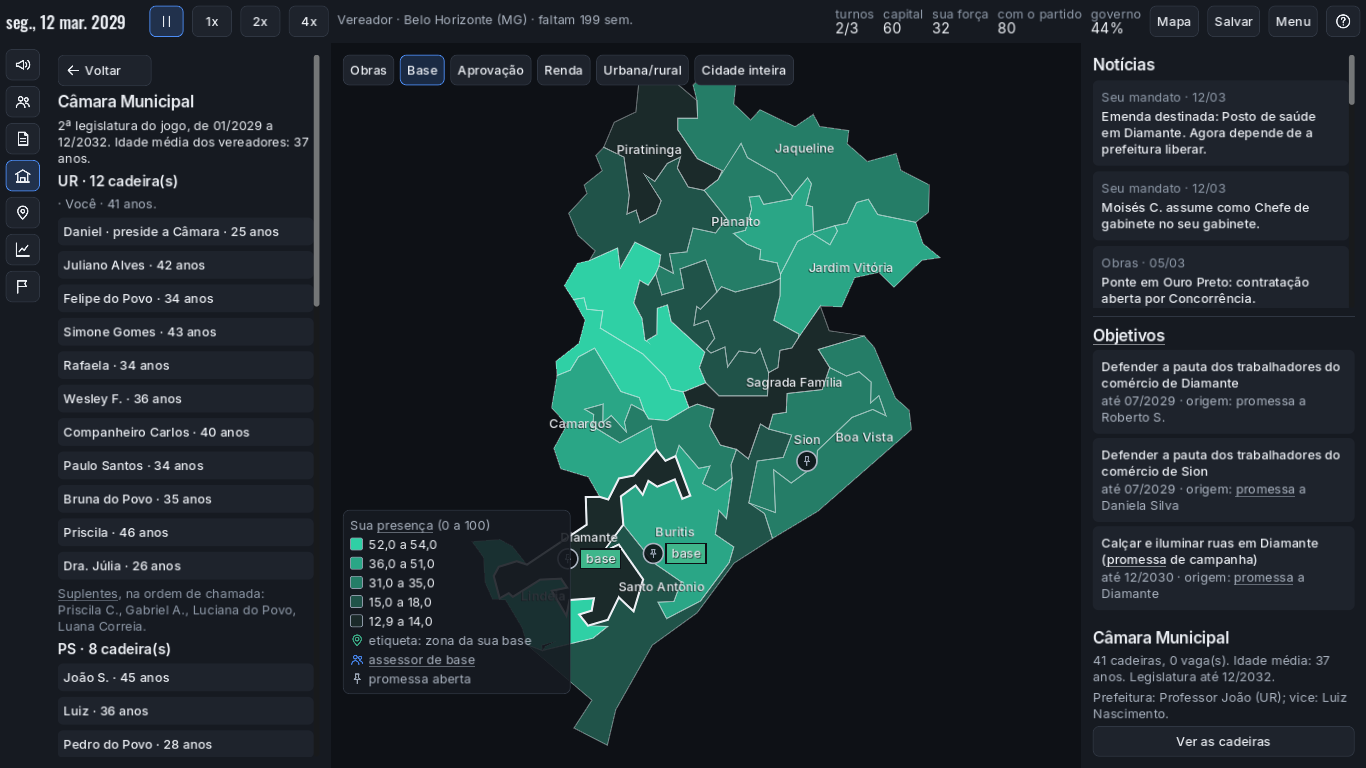 seg., 12 mar. 2029
1x
2x
4x
Vereador · Belo Horizonte (MG) · faltam 199 sem.
turnos
2/3
capital
60
sua força
32
com o partido
80
governo
44%
Mapa
Salvar
Menu
Voltar
Câmara Municipal
2ª legislatura do jogo, de 01/2029 a
12/2032. Idade média dos vereadores: 37
anos.
UR · 12 cadeira(s)
· Você · 41 anos.
Daniel · preside a Câmara · 25 anos
Juliano Alves · 42 anos
Felipe do Povo · 34 anos
Simone Gomes · 43 anos
Rafaela · 34 anos
Wesley F. · 36 anos
Companheiro Carlos · 40 anos
Paulo Santos · 34 anos
Bruna do Povo · 35 anos
Priscila · 46 anos
Dra. Júlia · 26 anos
Suplentes, na ordem de chamada:
Priscila C., Gabriel A., Luciana do Povo,
Luana Correia.
PS · 8 cadeira(s)
João S. · 45 anos
Luiz · 36 anos
Pedro do Povo · 28 anos
Obras
Base
Aprovação
Renda
Urbana/rural
Cidade inteira
Piratininga
Jaqueline
Planalto
Jardim Vitória
Sagrada Família
Camargos
Sion
Boa Vista
Buritis
base
Diamante
base
Santo Antônio
Lindéia
Sua presença (0 a 100)
52,0 a 54,0
36,0 a 51,0
31,0 a 35,0
15,0 a 18,0
12,9 a 14,0
etiqueta: zona da sua base
assessor de base
promessa aberta
Notícias
Seu mandato · 12/03
Emenda destinada: Posto de saúde
em Diamante. Agora depende de a
prefeitura liberar.
Seu mandato · 12/03
Moisés C. assume como Chefe de
gabinete no seu gabinete.
Obras · 05/03
Ponte em Ouro Preto: contratação
aberta por Concorrência.
Objetivos
Defender a pauta dos trabalhadores do
comércio de Diamante
até 07/2029 · origem: promessa a
Roberto S.
Defender a pauta dos trabalhadores do
comércio de Sion
até 07/2029 · origem: promessa a
Daniela Silva
Calçar e iluminar ruas em Diamante
(promessa de campanha)
até 12/2030 · origem: promessa a
Diamante
Câmara Municipal
41 cadeiras, 0 vaga(s). Idade média: 37
anos. Legislatura até 12/2032.
Prefeitura: Professor João (UR); vice: Luiz
Nascimento.
Ver as cadeiras